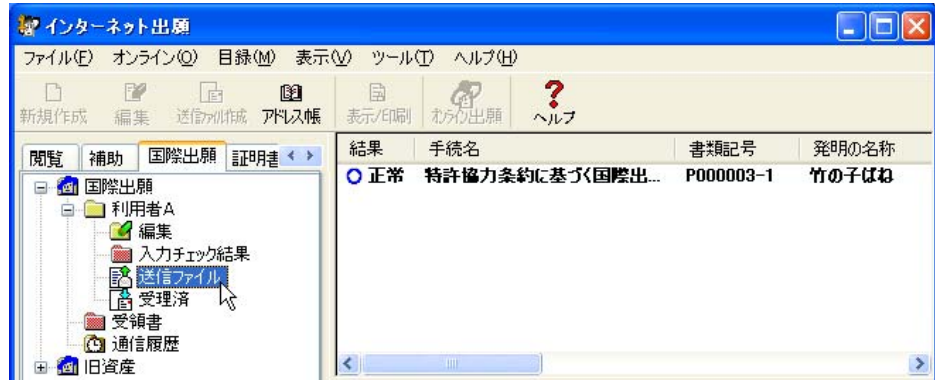 インターネット出願
ファイル(F) オンライン(O) 目録(M) 表示(V) ツール(T) ヘルプ(H)
新規作成 編集 送信ファイル作成 アドレス帳 表示/印刷 オンライン出願 ヘルプ
閲覧 補助 国際出願 証明書
結果 手続名 書類記号 発明の名称
国際出願
正常 特許協力条約に基づく国際出... P000003-1 竹の子ばね
利用者A
編集
入力チェック結果
送信ファイル
受理済
受領書
通信履歴
旧資産